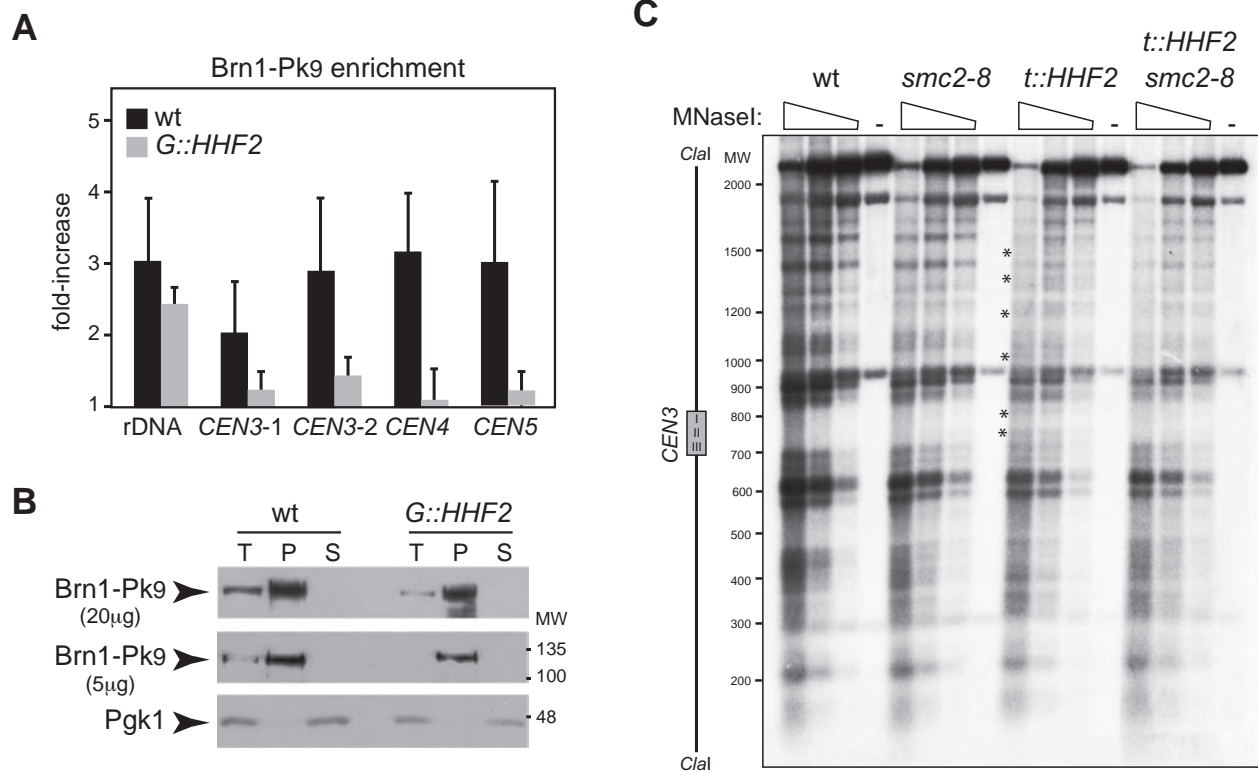 A
Brn1-Pk9 enrichment
wt
G::HHF2
fold-increase
5
4
3
2
1
rDNA CEN3-1 CEN3-2 CEN4 CEN5
B
wt G::HHF2
T P S T P S
Brn1-Pk9
(20µg)
MW
Brn1-Pk9
(5µg)
135
100
Pgk1
48
C
t::HHF2
wt smc2-8 t::HHF2 smc2-8
MNaseI: - - -
ClaI MW
2000
1500
*
*
1200
*
1000
*
900
800
*
*
CEN3
I
II
III
700
600
500
400
300
200
ClaI